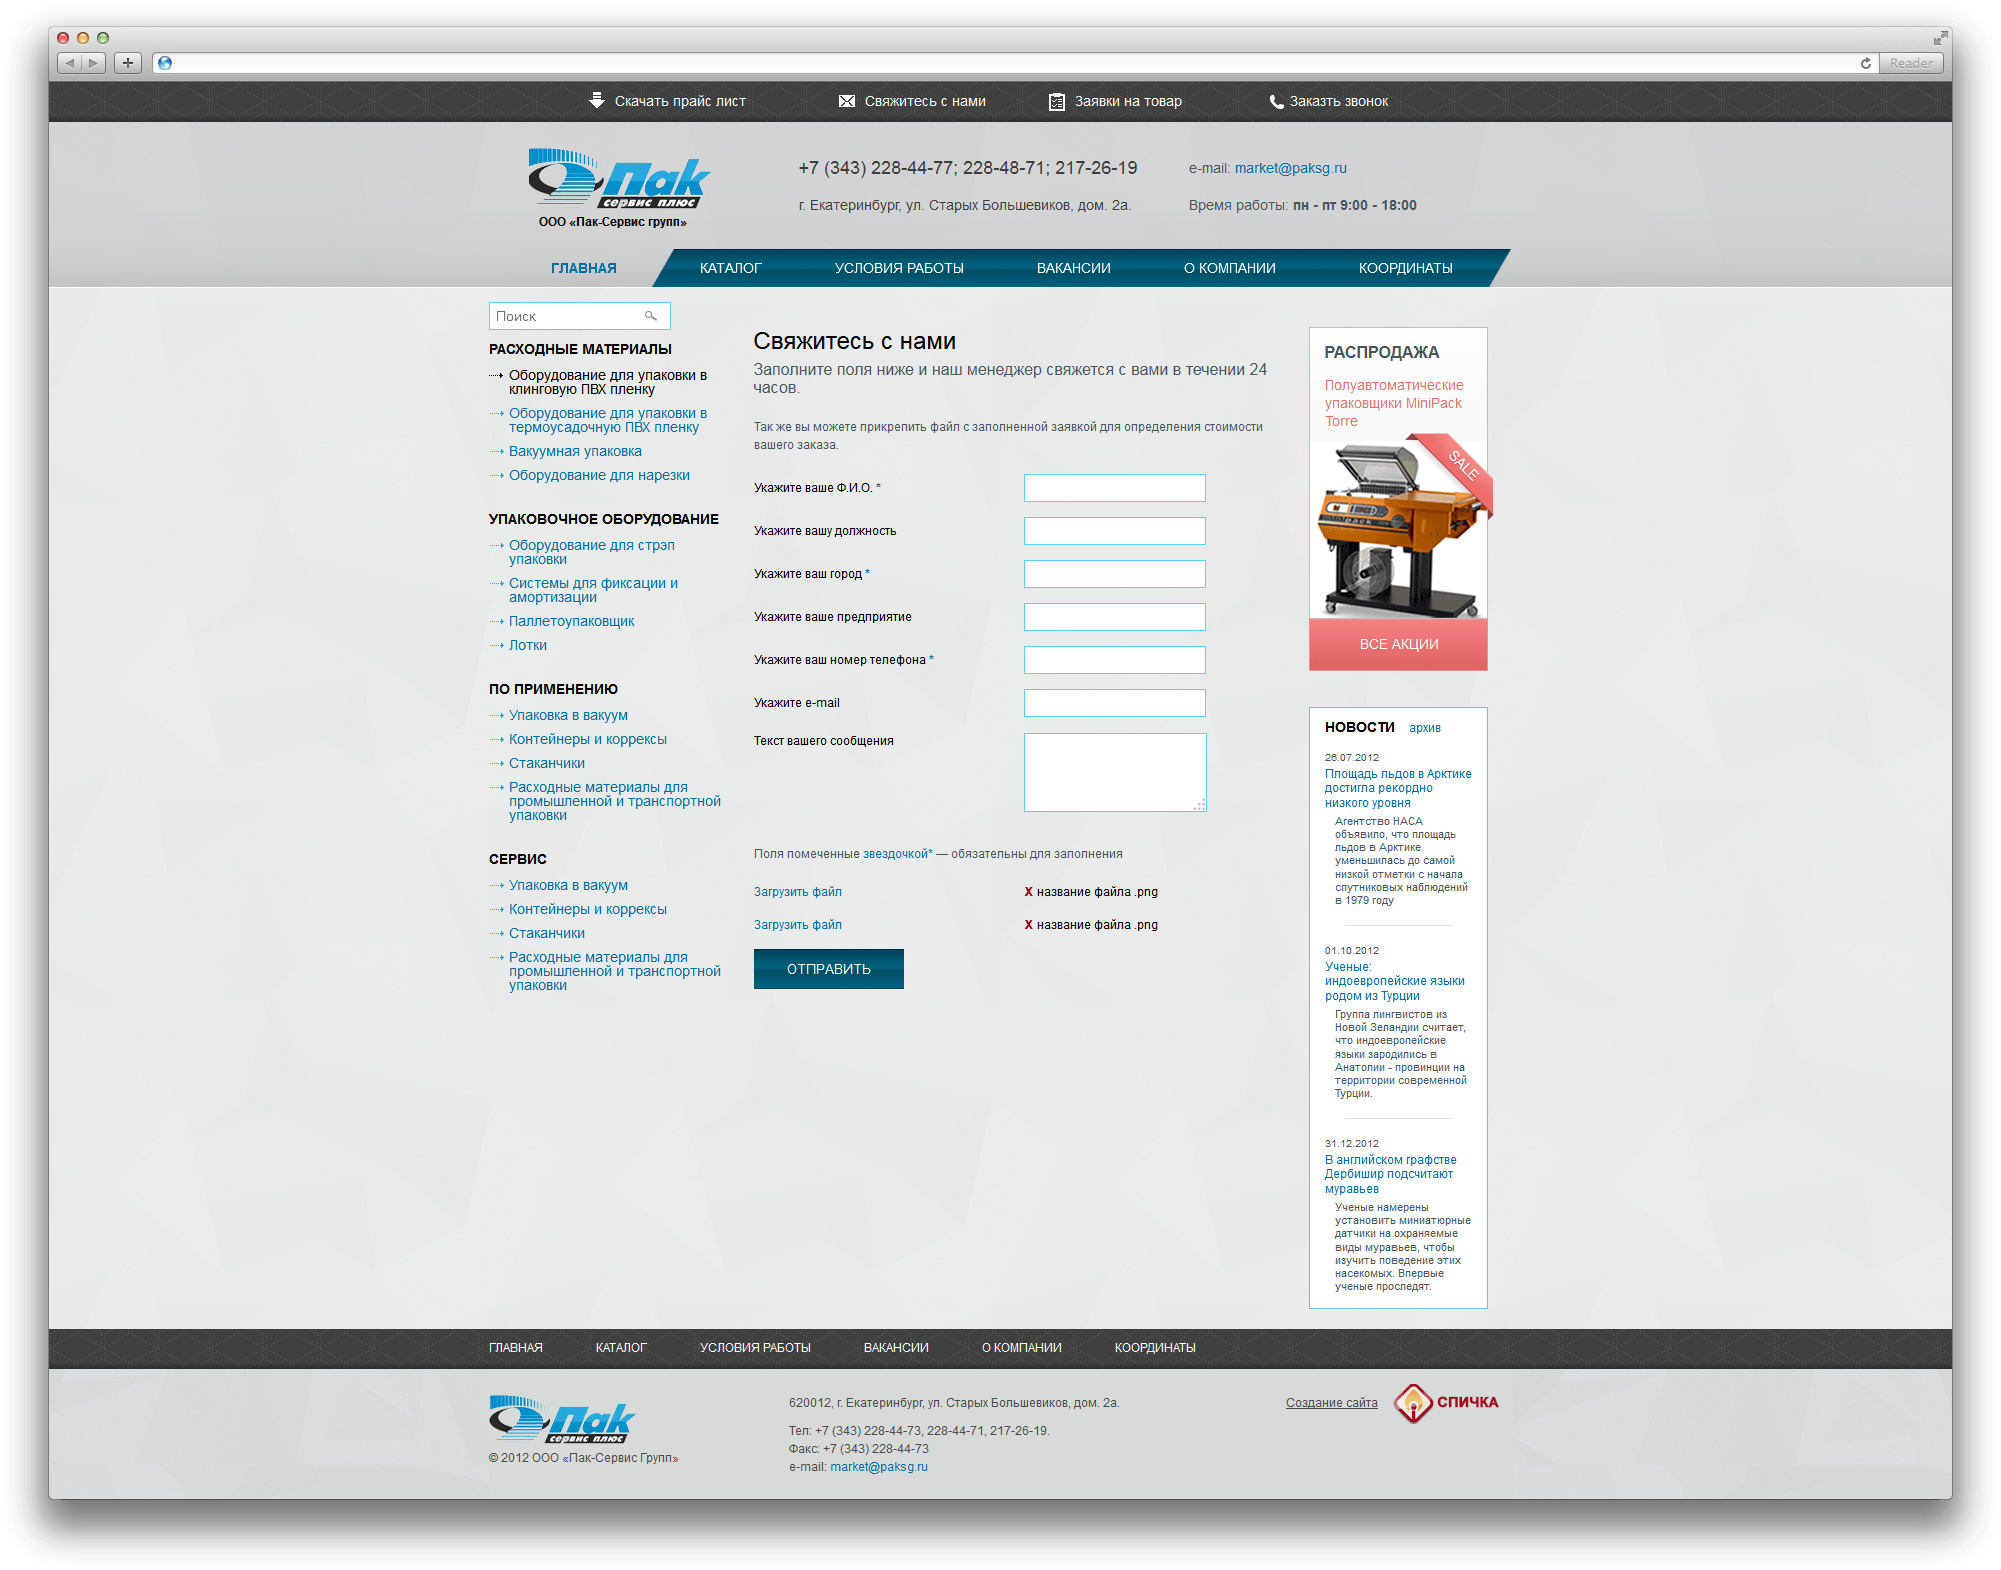 Reader
Скачать прайс лист
Свяжитесь с нами
Заявки на товар
Заказть звонок
Пак
сервис плюс
ООО «Пак-Сервис групп»
+7 (343) 228-44-77; 228-48-71; 217-26-19
г. Екатеринбург, ул. Старых Большевиков, дом. 2а.
e-mail: market@paksg.ru
Время работы: пн - пт 9:00 - 18:00
ГЛАВНАЯ
КАТАЛОГ
УСЛОВИЯ РАБОТЫ
ВАКАНСИИ
О КОМПАНИИ
КООРДИНАТЫ
Поиск
РАСХОДНЫЕ МАТЕРИАЛЫ
Оборудование для упаковки в
клинговую ПВХ пленку
Оборудование для упаковки в
термоусадочную ПВХ пленку
Вакуумная упаковка
Оборудование для нарезки
УПАКОВОЧНОЕ ОБОРУДОВАНИЕ
Оборудование для стрэп
упаковки
Системы для фиксации и
амортизации
Паллетоупаковщик
Лотки
ПО ПРИМЕНЕНИЮ
Упаковка в вакуум
Контейнеры и коррексы
Стаканчики
Расходные материалы для
промышленной и транспортной
упаковки
СЕРВИС
Упаковка в вакуум
Контейнеры и коррексы
Стаканчики
Расходные материалы для
промышленной и транспортной
упаковки
Свяжитесь с нами
Заполните поля ниже и наш менеджер свяжется с вами в течении 24
часов.
Так же вы можете прикрепить файл с заполненной заявкой для определения стоимости
вашего заказа.
Укажите ваше Ф.И.О. *
Укажите вашу должность
Укажите ваш город *
Укажите ваше предприятие
Укажите ваш номер телефона *
Укажите e-mail
Текст вашего сообщения
Поля помеченные звездочкой* — обязательны для заполнения
Загрузить файл
X название файла .png
Загрузить файл
X название файла .png
ОТПРАВИТЬ
РАСПРОДАЖА
Полуавтоматические
упаковщики MiniPack
Torre
SALE
pack
ВСЕ АКЦИИ
НОВОСТИ архив
26.07.2012
Площадь льдов в Арктике
достигла рекордно
низкого уровня
Агентство НАСА
объявило, что площадь
льдов в Арктике
уменьшилась до самой
низкой отметки с начала
спутниковых наблюдений
в 1979 году
01.10.2012
Ученые:
индоевропейские языки
родом из Турции
Группа лингвистов из
Новой Зеландии считает,
что индоевропейские
языки зародились в
Анатолии - провинции на
территории современной
Турции.
31.12.2012
В английском графстве
Дербишир подсчитают
муравьев
Ученые намерены
установить миниатюрные
датчики на охраняемые
виды муравьев, чтобы
изучить поведение этих
насекомых. Впервые
ученые проследят.
ГЛАВНАЯ
КАТАЛОГ
УСЛОВИЯ РАБОТЫ
ВАКАНСИИ
О КОМПАНИИ
КООРДИНАТЫ
Пак
сервис плюс
© 2012 ООО «Пак-Сервис Групп»
620012, г. Екатеринбург, ул. Старых Большевиков, дом. 2а.
Тел: +7 (343) 228-44-73, 228-44-71, 217-26-19.
Факс: +7 (343) 228-44-73
e-mail: market@paksg.ru
Создание сайта
СПИЧКА